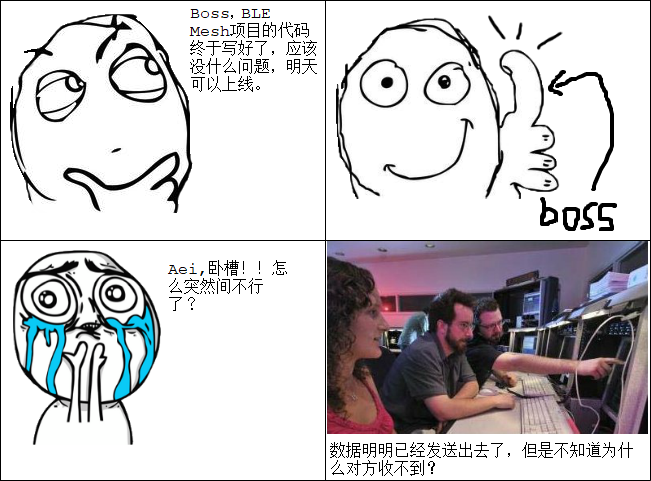 Boss，BLE
Mesh项目的代码
终于写好了，应该
没什么问题，明天
可以上线。
boss
Aei,卧槽！！怎
么突然间不行
了？
数据明明已经发送出去了，但是不知道为什
么对方收不到？